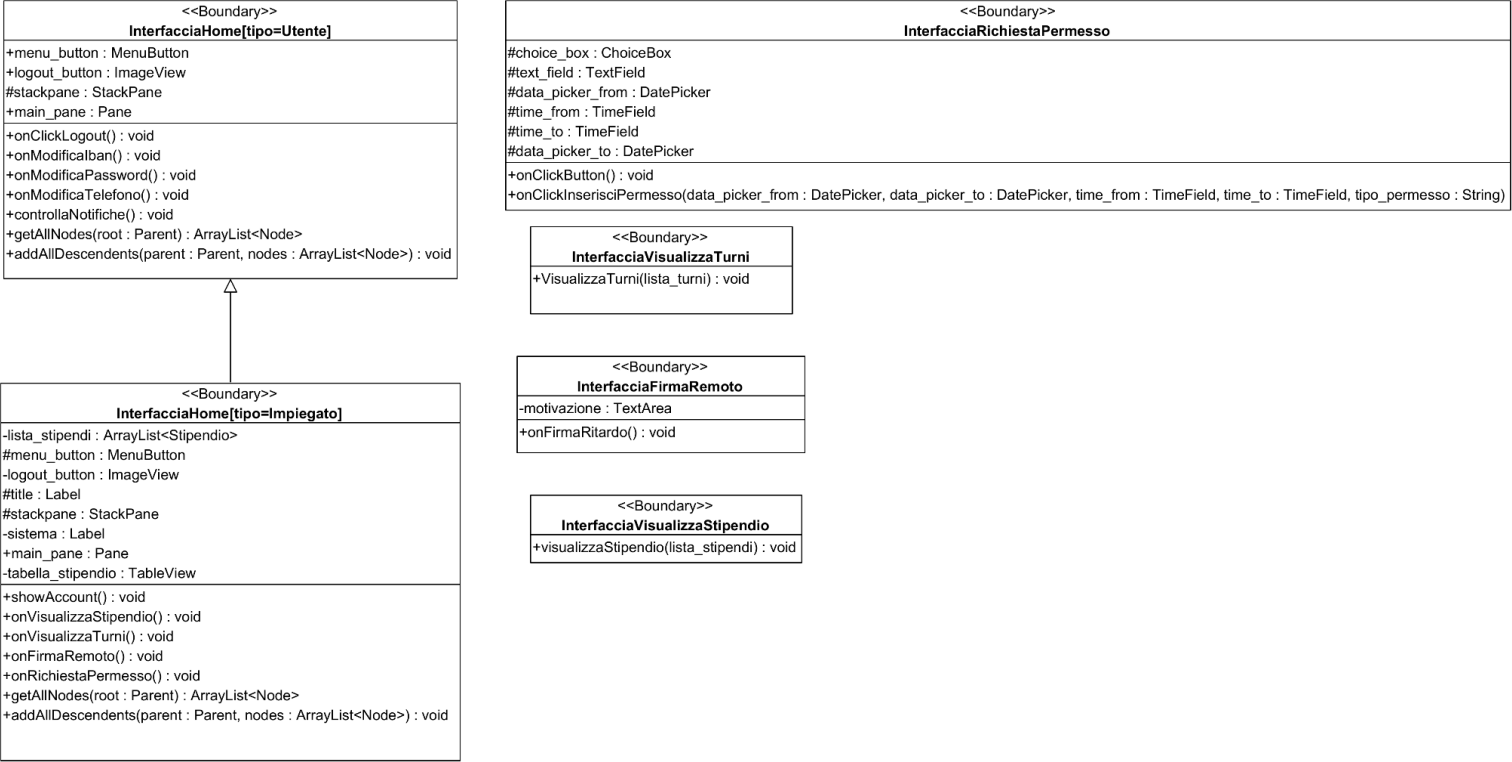 <<Boundary>>
InterfacciaHome[tipo=Utente]
+menu_button : MenuButton
+logout_button : ImageView
#stackpane : StackPane
+main_pane : Pane
+onClickLogout() : void
+onModificaIban() : void
+onModificaPassword() : void
+onModificaTelefono() : void
+controllaNotifiche() : void
+getAllNodes(root : Parent) : ArrayList<Node>
+addAllDescendents(parent : Parent, nodes : ArrayList<Node>) : void
<<Boundary>>
InterfacciaHome[tipo=Impiegato]
-lista_stipendi : ArrayList<Stipendio>
#menu_button : MenuButton
-logout_button : ImageView
#title : Label
#stackpane : StackPane
-sistema : Label
+main_pane : Pane
-tabella_stipendio : TableView
+showAccount() : void
+onVisualizzaStipendio() : void
+onVisualizzaTurni() : void
+onFirmaRemoto() : void
+onRichiestaPermesso() : void
+getAllNodes(root : Parent) : ArrayList<Node>
+addAllDescendents(parent : Parent, nodes : ArrayList<Node>) : void
<<Boundary>>
InterfacciaRichiestaPermesso
#choice_box : ChoiceBox
#text_field : TextField
#data_picker_from : DatePicker
#time_from : TimeField
#time_to : TimeField
#data_picker_to : DatePicker
+onClickButton() : void
+onClickInserisciPermesso(data_picker_from : DatePicker, data_picker_to : DatePicker, time_from : TimeField, time_to : TimeField, tipo_permesso : String)
<<Boundary>>
InterfacciaVisualizzaTurni
+VisualizzaTurni(lista_turni) : void
<<Boundary>>
InterfacciaFirmaRemoto
-motivazione : TextArea
+onFirmaRitardo() : void
<<Boundary>>
InterfacciaVisualizzaStipendio
+visualizzaStipendio(lista_stipendi) : void